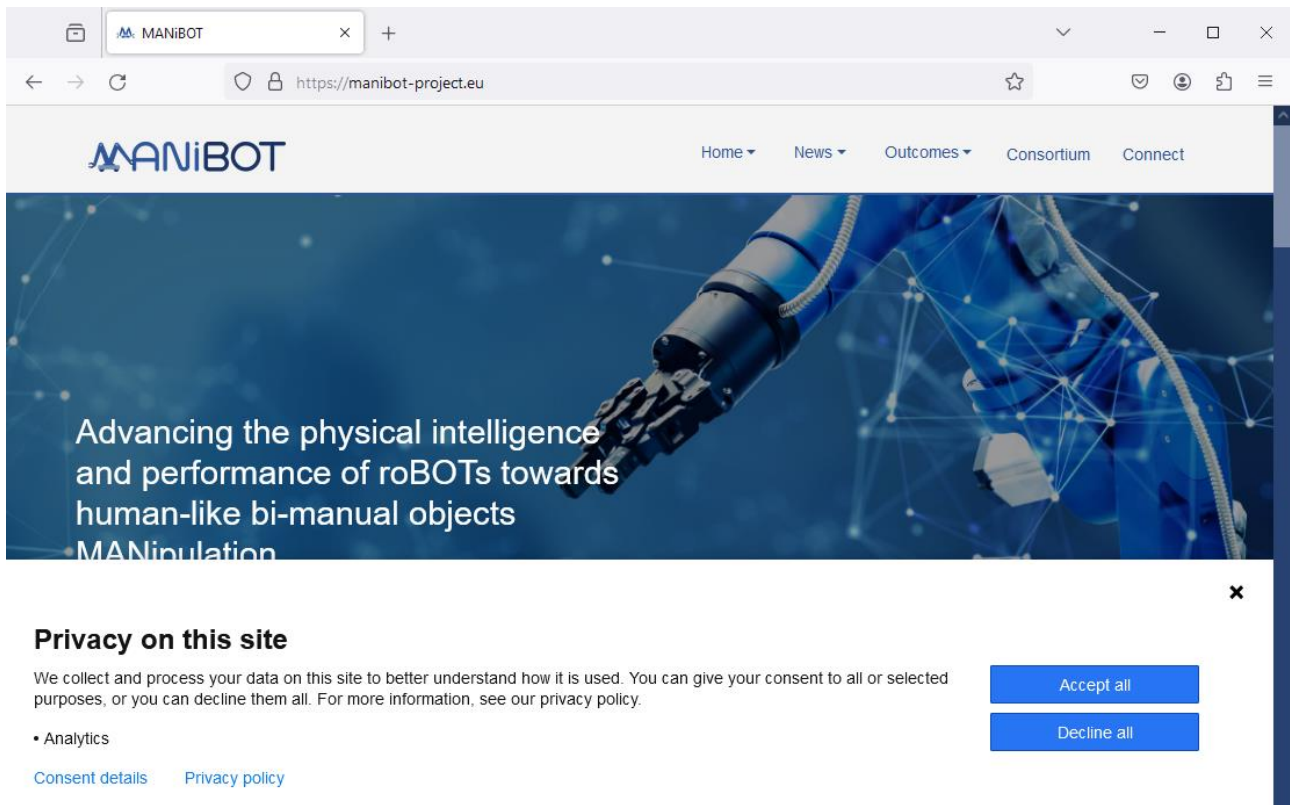 MANiBOT
https://manibot-project.eu
MANiBOT
Home News Outcomes Consortium Connect
Advancing the physical intelligence
and performance of roBOTs towards
human-like bi-manual objects
MANipulation
Privacy on this site
We collect and process your data on this site to better understand how it is used. You can give your consent to all or selected
purposes, or you can decline them all. For more information, see our privacy policy.
• Analytics
Consent details Privacy policy
Accept all
Decline all